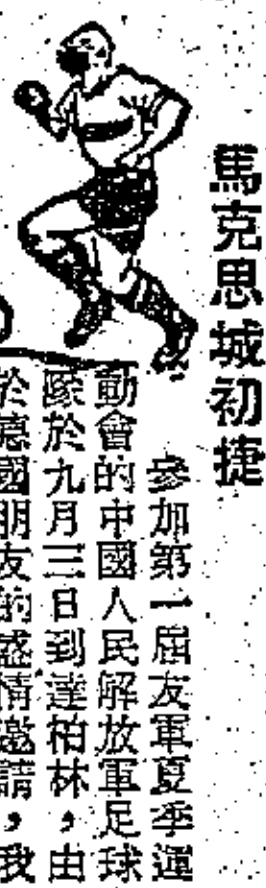 馬克思城初捷
參加第一屆友軍夏季運
動會的中國人民解放軍足球
隊於九月三日到達柏林，由
於德國朋友的盛情邀請，我